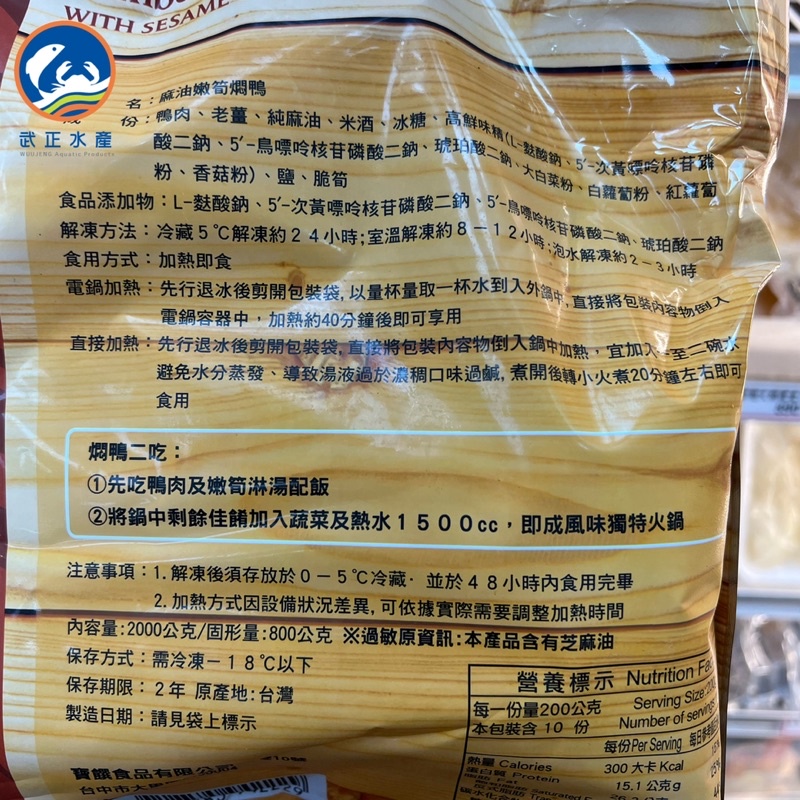 WITH SESAME
武正水產
WUUJENG Aquatic Products
名：麻油嫩筍燜鴨
份：鴨肉、老薑、純麻油、米酒、冰糖、高鮮味精(L-麩酸鈉、5′-次黃嘌呤核苷磷
酸二鈉、5′-鳥嘌呤核苷磷酸二鈉、琥珀酸二鈉、大白菜粉、白蘿蔔粉、紅蘿蔔
粉、香菇粉)、鹽、脆筍
食品添加物：L-麩酸鈉、5′-次黃嘌呤核苷磷酸二鈉、5′-鳥嘌呤核苷磷酸二鈉、琥珀酸二鈉
解凍方法：冷藏5℃解凍約24小時;室溫解凍約8－12小時;泡水解凍約2－3小時
食用方式：加熱即食
電鍋加熱：先行退冰後剪開包裝袋,以量杯量取一杯水到入外鍋中,直接將包裝內容物倒入
電鍋容器中，加熱約40分鐘後即可享用
直接加熱：先行退冰後剪開包裝袋,直接將包裝內容物倒入鍋中加熱，宜加入一至二碗水
避免水分蒸發、導致湯液過於濃稠口味過鹹,煮開後轉小火煮20分鐘左右即可
食用
燜鴨二吃：
①先吃鴨肉及嫩筍淋湯配飯
②將鍋中剩餘佳餚加入蔬菜及熱水1500cc，即成風味獨特火鍋
注意事項：1.解凍後須存放於0－5℃冷藏．並於48小時內食用完畢
2.加熱方式因設備狀況差異,可依據實際需要調整加熱時間
內容量:2000公克/固形量:800公克 ※過敏原資訊:本產品含有芝麻油
保存方式：需冷凍－18℃以下
保存期限：2年 原產地:台灣
製造日期：請見袋上標示
寶饌食品有限公司
台中市大里
營養標示 Nutrition Fac
每一份量200公克 Serving Size
本包裝含 10 份 Number of serving
每份Per Serving
熱量 Calories 300 大卡 Kcal
蛋白質 Protein 15.1 公克g
脂肪 Fat